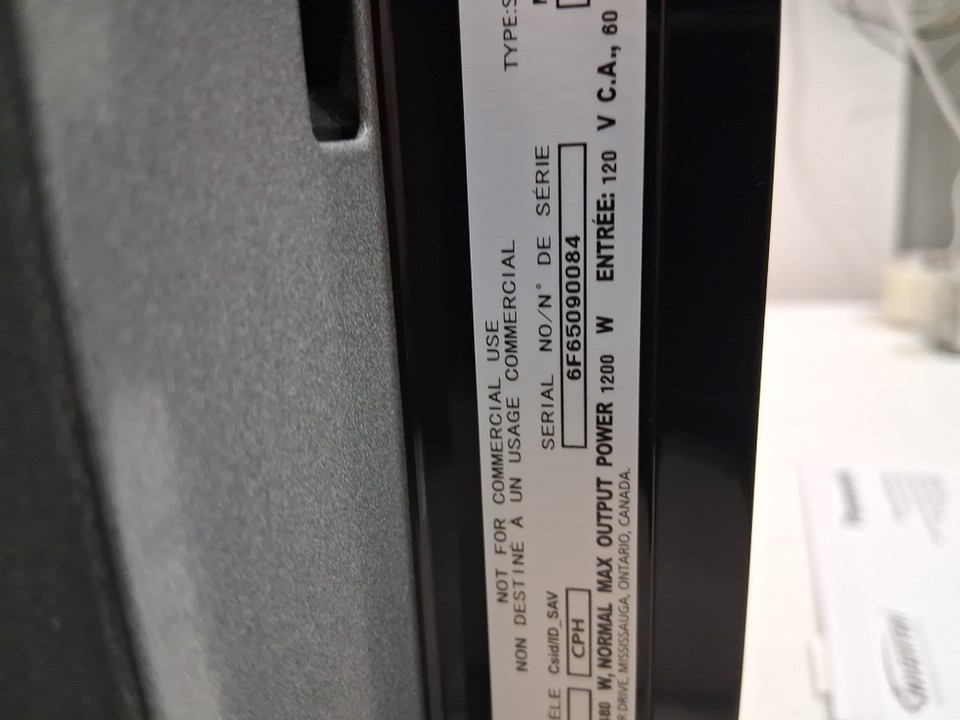 NOT FOR COMMERCIAL USE
NON DESTINÉ À UN USAGE COMMERCIAL
TYPE:S
Csid/ID_SAV
SERIAL NO/N° DE SÉRIE
CPH
6F65090084
W, NORMAL MAX OUTPUT POWER 1200 W ENTRÉE: 120 V C.A., 60
DRIVE, MISSISSAUGA, ONTARIO, CANADA.